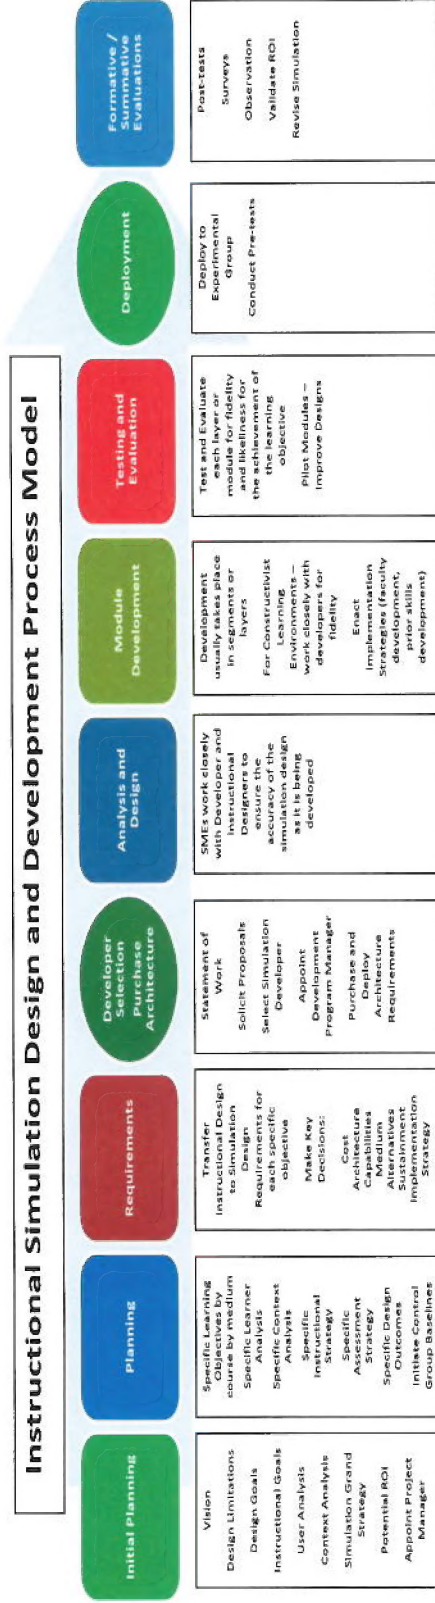 Instructional Simulation Design and Development Process Model
Initial Planning
Vision
Design Limitations
Design Goals
Instructional Goals
User Analysis
Context Analysis
Simulation Grand
Strategy
Potential ROI
Appoint Project
Manager
Planning
Specific Learning
Objectives by
course by medium
Specific Learner
Analysis
Specific Context
Analysis
Specific
Instructional
Strategy
Specific
Assessment
Strategy
Specific Design
Outcomes
Initiate Control
Group Baselines
Requirements
Transfer
Instructional Design
to Simulation
Design
Requirements for
each specific
objective
Make Key
Decisions:
Cost
Architecture
Capabilities
Medium
Alternatives
Sustainment
Implementation
Strategy
Developer
Selection
Purchase
Architecture
Statement of
Work
Solicit Proposals
Select Simulation
Developer
Appoint
Development
Program Manager
Purchase and
Deploy
Architecture
Requirements
Analysis and
Design
SMEs work closely
with Developer and
Instructional
Designers to
ensure the
accuracy of the
simulation design
as it is being
developed
Module
Development
Development
usually takes place
in segments or
layers
For Constructivist
Learning
Environments –
work closely with
developers for
fidelity
Enact
Implementation
Strategies (faculty
development,
prior skills
development)
Testing and
Evaluation
Test and Evaluate
each layer or
module for fidelity
and likeliness for
the achievement of
the learning
objective
Pilot Modules –
Improve Designs
Deployment
Deploy to
Experimental
Group
Conduct Pre-tests
Formative /
Summative
Evaluations
Post-tests
Surveys
Observation
Validate ROI
Revise Simulation